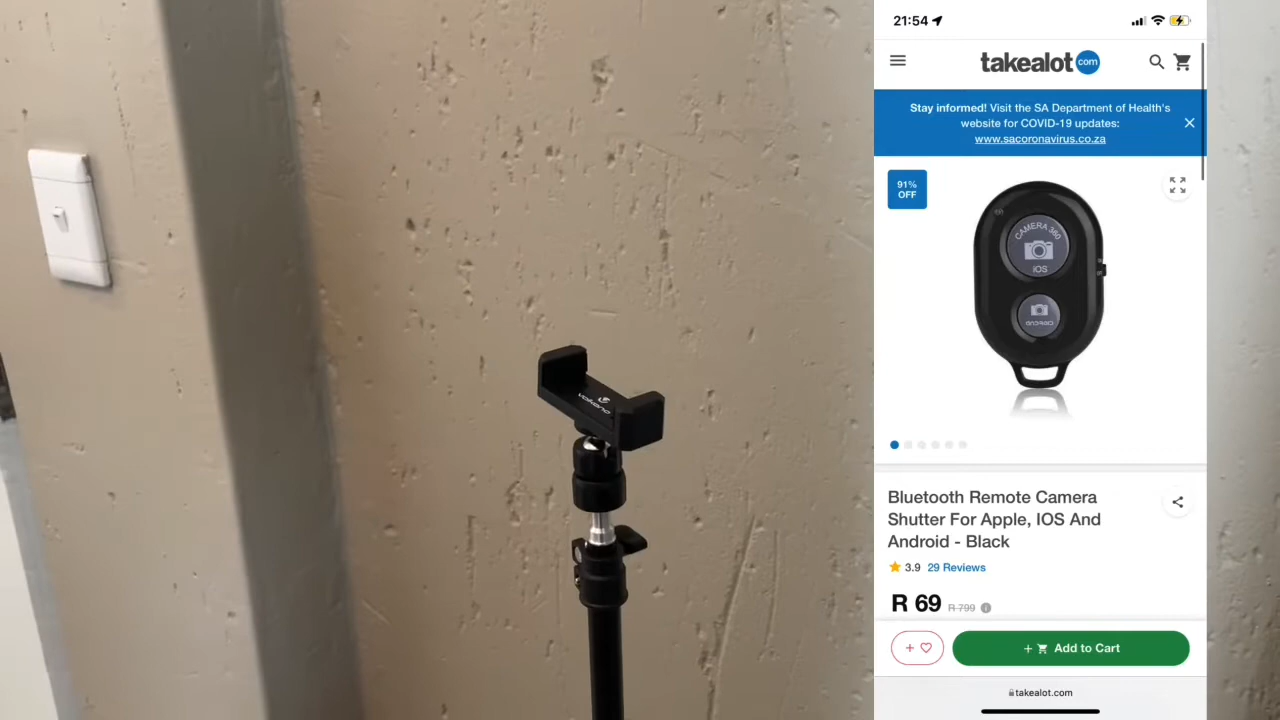 volkano
21:54
takealot
com
Stay informed! Visit the SA Department of Health's
website for COVID-19 updates:
www.sacoronavirus.co.za
91%
OFF
CAMERA 360
iOS
ANDROID
Bluetooth Remote Camera
Shutter For Apple, IOS And
Android - Black
3.9 29 Reviews
R 69 R 799
+
+ Add to Cart
takealot.com